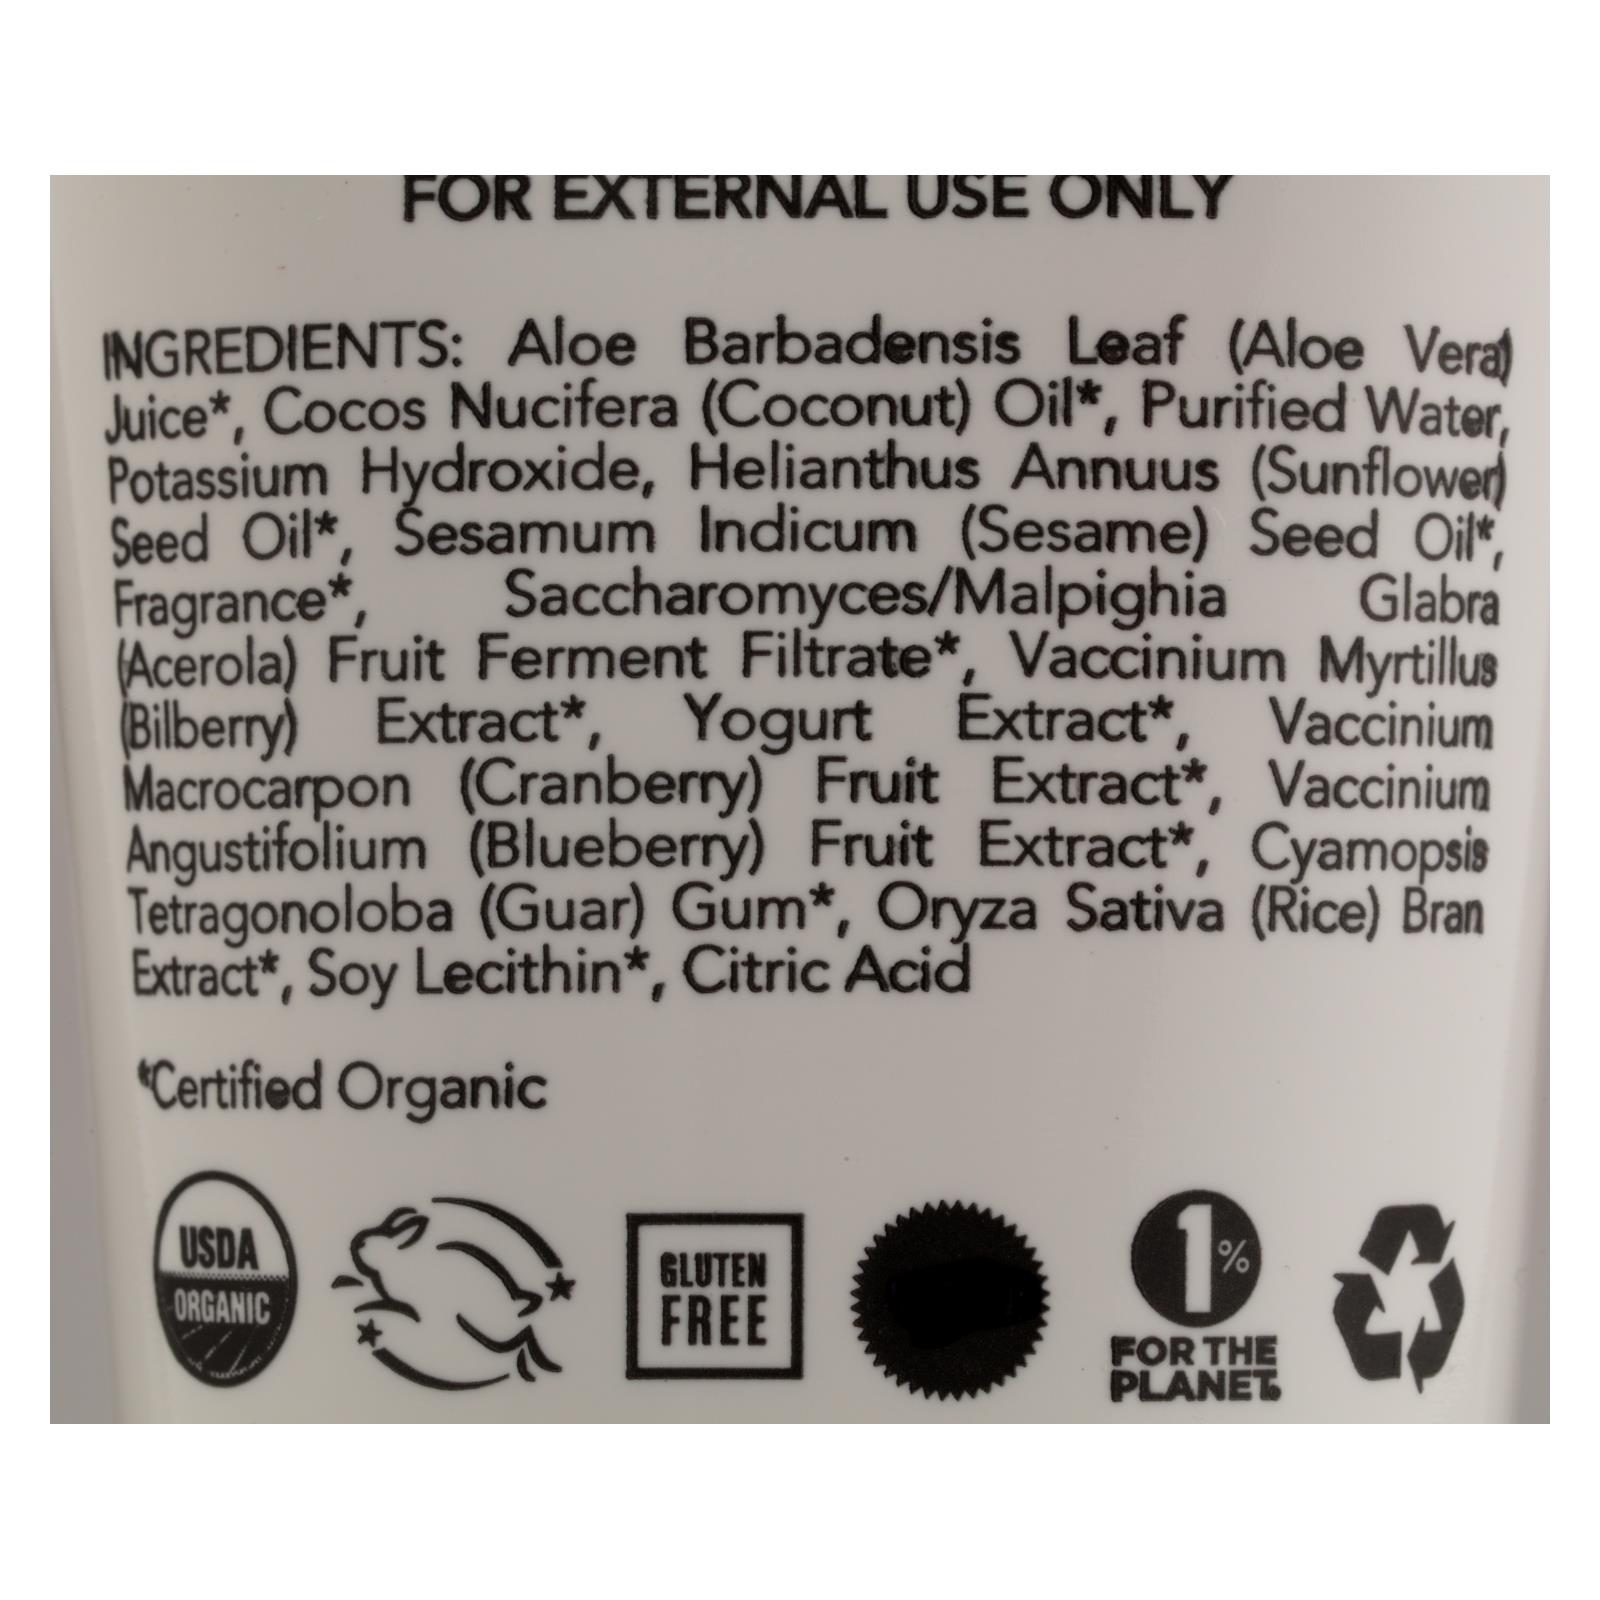 FOR EXTERNAL USE ONLY
INGREDIENTS: Aloe Barbadensis Leaf (Aloe Vera)
Juice*, Cocos Nucifera (Coconut) Oil*, Purified Water,
Potassium Hydroxide, Helianthus Annuus (Sunflower)
Seed Oil*, Sesamum Indicum (Sesame) Seed Oil*,
Fragrance*, Saccharomyces/Malpighia Glabra
(Acerola) Fruit Ferment Filtrate*, Vaccinium Myrtillus
(Bilberry) Extract*, Yogurt Extract*, Vaccinium
Macrocarpon (Cranberry) Fruit Extract*, Vaccinium
Angustifolium (Blueberry) Fruit Extract*, Cyamopsis
Tetragonoloba (Guar) Gum*, Oryza Sativa (Rice) Bran
Extract*, Soy Lecithin*, Citric Acid
*Certified Organic
USDA
ORGANIC
GLUTEN
FREE
1%
FOR THE
PLANET.